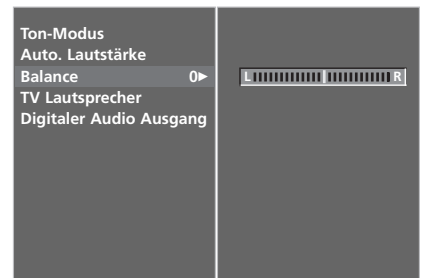 Ton-Modus
Auto. Lautstärke
Balance 0►
TV Lautsprecher
Digitaler Audio Ausgang
L R